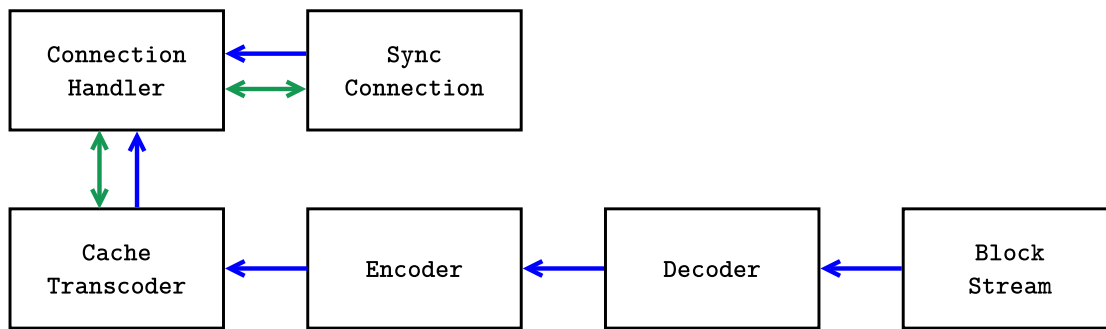 Connection
Handler
Sync
Connection
Cache
Transcoder
Encoder
Decoder
Block
Stream